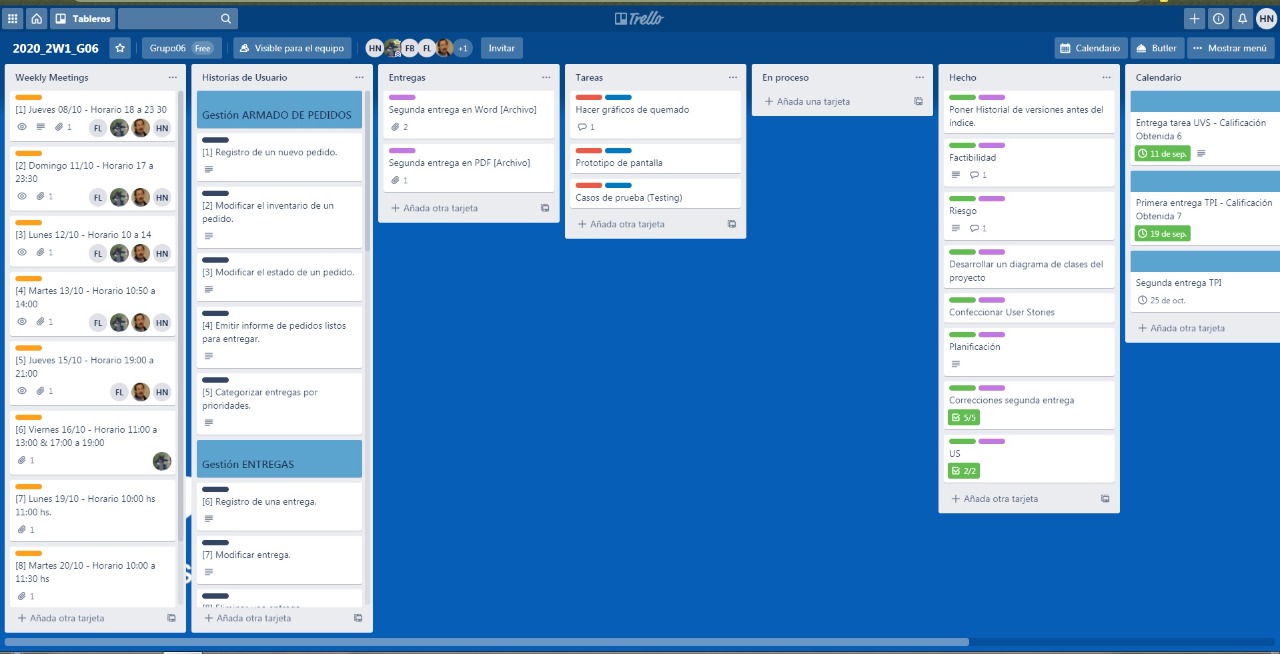 Tableros
Trello
HN
2020_2W1_G06
Grupo06 Free
Visible para el equipo
HN FB FL +1
Invitar
Calendario
Butler
Mostrar menú
Weekly Meetings
[1] Jueves 08/10 - Horario 18 a 23 30
1 FL HN
[2] Domingo 11/10 - Horario 17 a
23:30
1 FL HN
[3] Lunes 12/10 - Horario 10 a 14
1 FL HN
[4] Martes 13/10 - Horario 10:50 a
14:00
1 FL HN
[5] Jueves 15/10 - Horario 19:00 a
21:00
1 FL HN
[6] Viernes 16/10 - Horario 11:00 a
13:00 & 17:00 a 19:00
1
[7] Lunes 19/10 - Horario 10:00 hs
11:00 hs.
1
[8] Martes 20/10 - Horario 10:00 a
11:30 hs
1
+ Añada otra tarjeta
Historias de Usuario
Gestión ARMADO DE PEDIDOS
[1] Registro de un nuevo pedido.
[2] Modificar el inventario de un
pedido.
[3] Modificar el estado de un pedido.
[4] Emitir informe de pedidos listos
para entregar.
[5] Categorizar entregas por
prioridades.
Gestión ENTREGAS
[6] Registro de una entrega.
[7] Modificar entrega.
+ Añada otra tarjeta
Entregas
Segunda entrega en Word [Archivo]
2
Segunda entrega en PDF [Archivo]
1
+ Añada otra tarjeta
Tareas
Hacer gráficos de quemado
1
Prototipo de pantalla
Casos de prueba (Testing)
+ Añada otra tarjeta
En proceso
+ Añada una tarjeta
Hecho
Poner Historial de versiones antes del
índice.
Factibilidad
1
Riesgo
1
Desarrollar un diagrama de clases del
proyecto
Confeccionar User Stories
Planificación
Correcciones segunda entrega
5/5
US
2/2
+ Añada otra tarjeta
Calendario
Entrega tarea UVS - Calificación
Obtenida 6
11 de sep.
Primera entrega TPI - Calificación
Obtenida 7
19 de sep.
Segunda entrega TPI
25 de oct.
+ Añada otra tarjeta